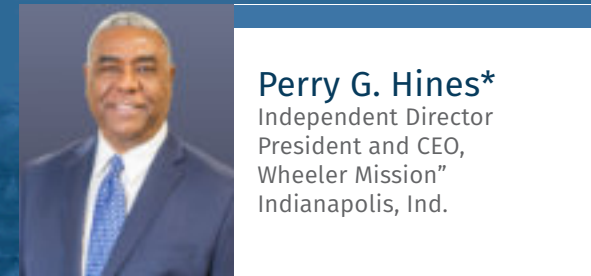 Perry G. Hines*
Independent Director
President and CEO,
Wheeler Mission”
Indianapolis, Ind.